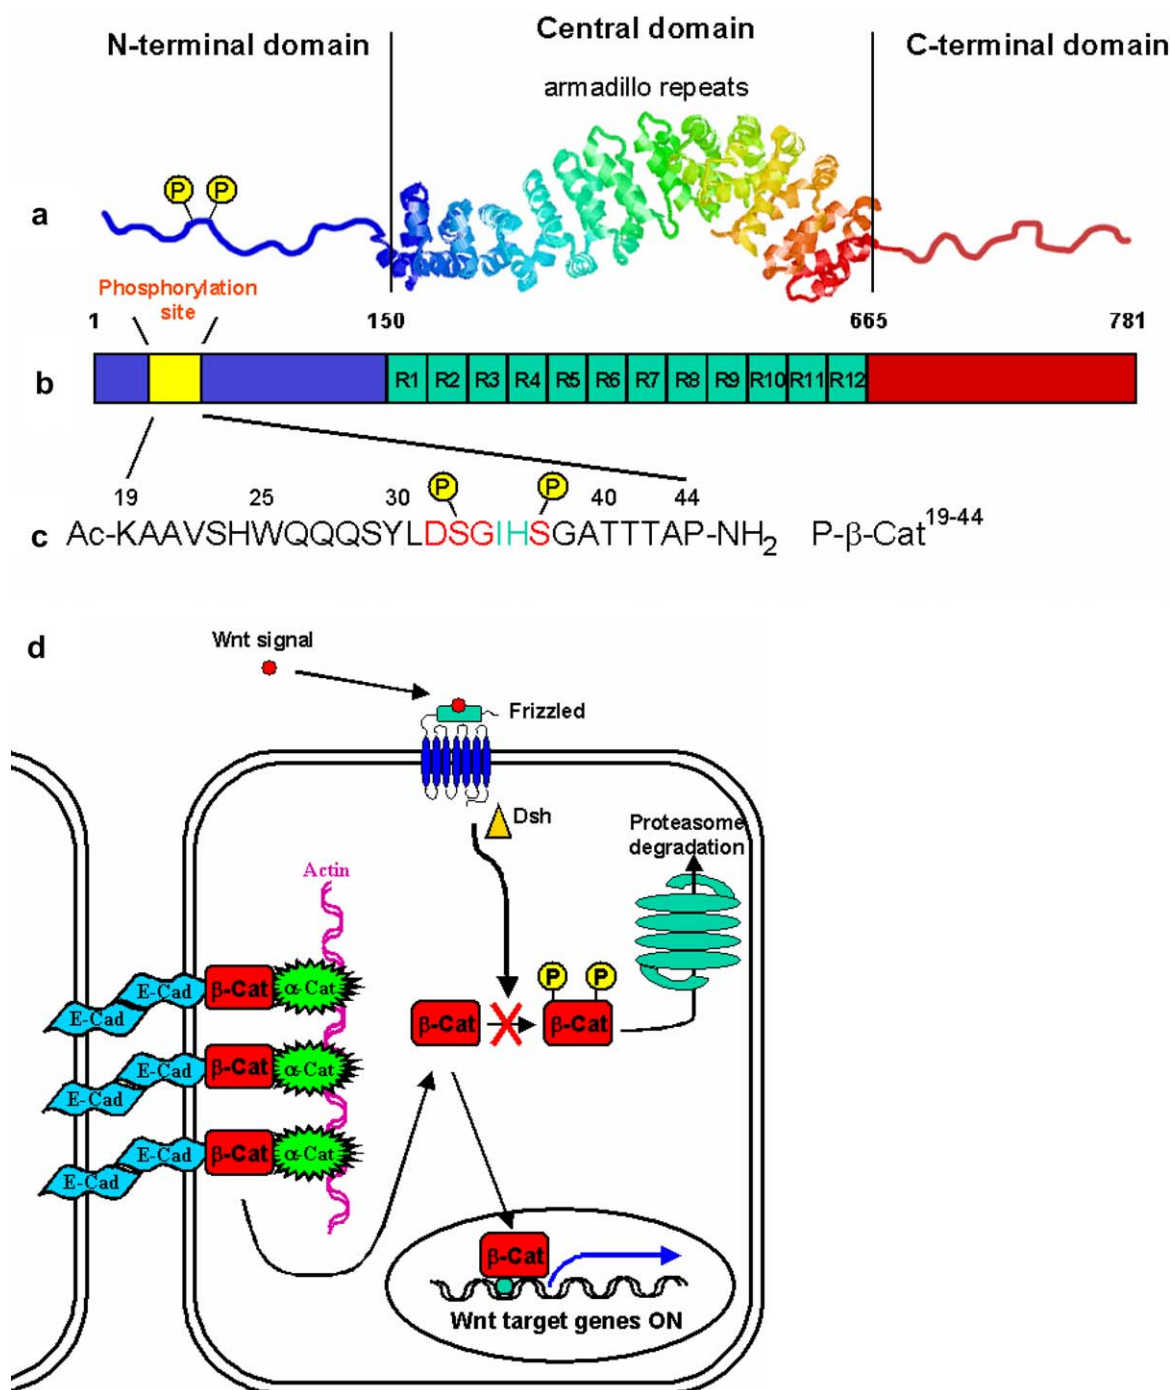 N-terminal domain
Central domain
C-terminal domain
armadillo repeats
P P
a
Phosphorylation
site
1 150 665 781
b
R1 R2 R3 R4 R5 R6 R7 R8 R9 R10 R11 R12
P P
19 25 30 40 44
c Ac-KAAVSHWQQQSYLDSGIHSGATTTAP-NH₂ P-β-Cat¹⁹⁻⁴⁴
d
Wnt signal
Frizzled
Dsh
Proteasome
degradation
Actin
P P
E-Cad E-Cad β-Cat α-Cat
β-Cat β-Cat
E-Cad E-Cad β-Cat α-Cat
E-Cad E-Cad β-Cat α-Cat
β-Cat
Wnt target genes ON